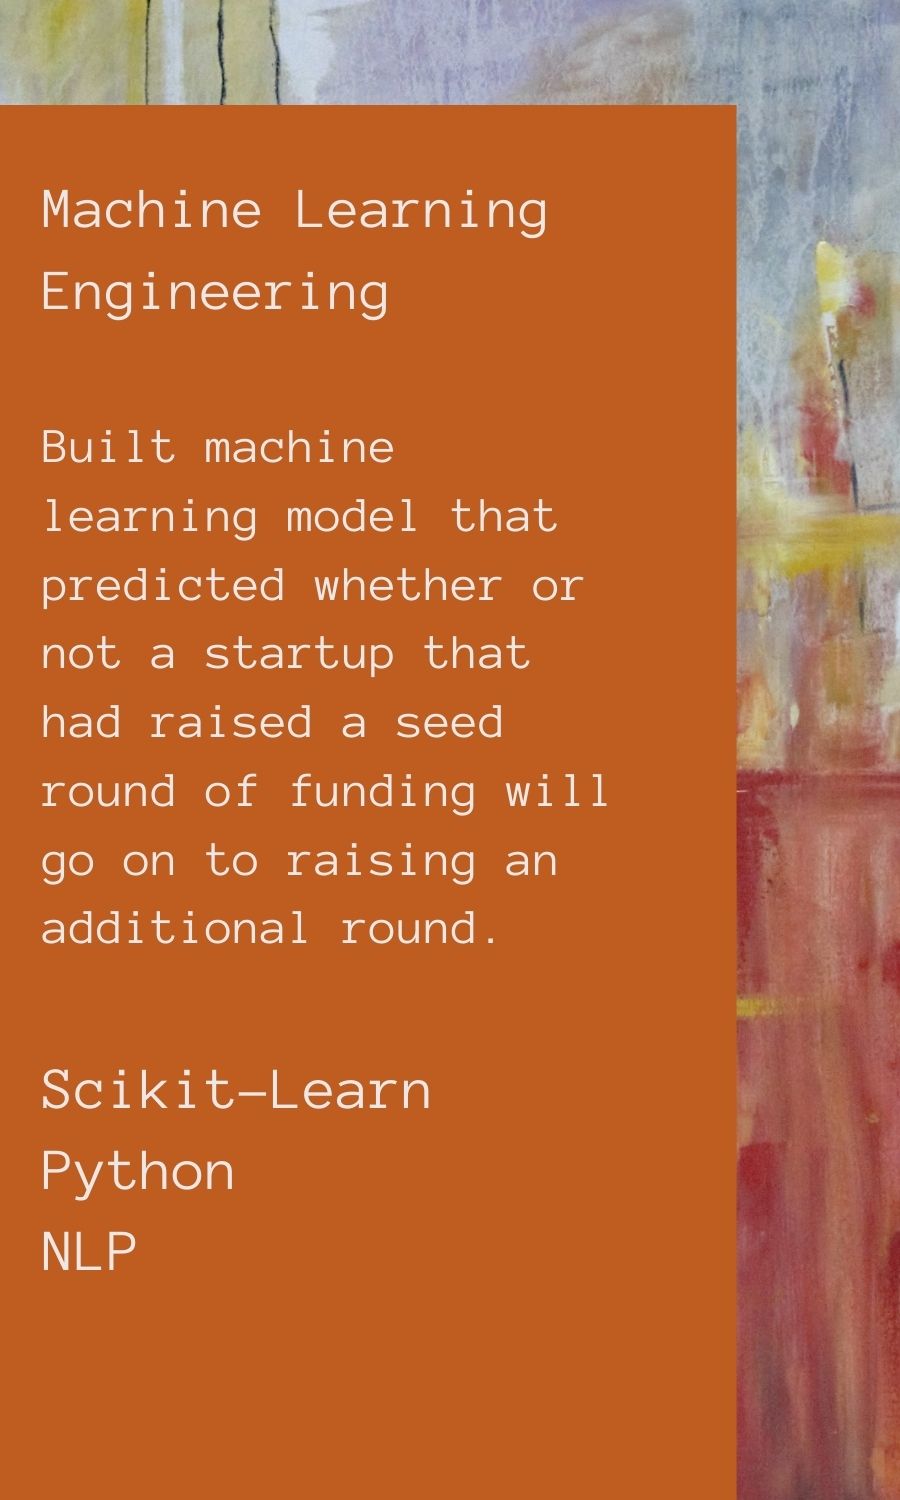 Machine Learning
Engineering
Built machine
learning model that
predicted whether or
not a startup that
had raised a seed
round of funding will
go on to raising an
additional round.
Scikit-Learn
Python
NLP